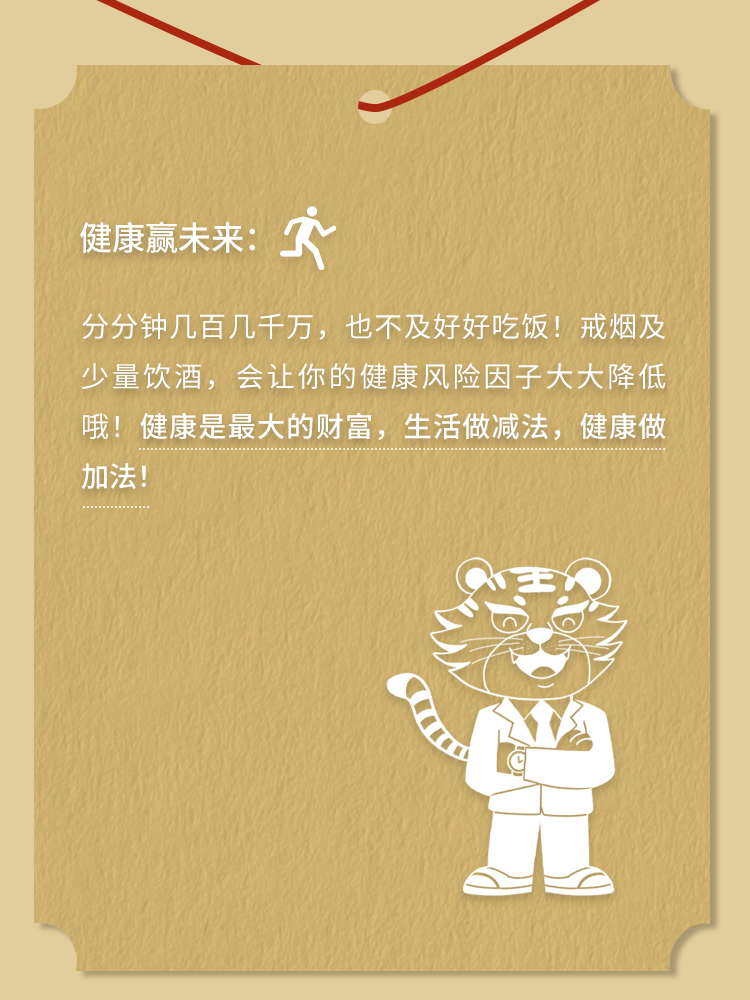 健康赢未来：
分分钟几百几千万，也不及好好吃饭！戒烟及
少量饮酒，会让你的健康风险因子大大降低
哦！健康是最大的财富，生活做减法，健康做
加法！
王